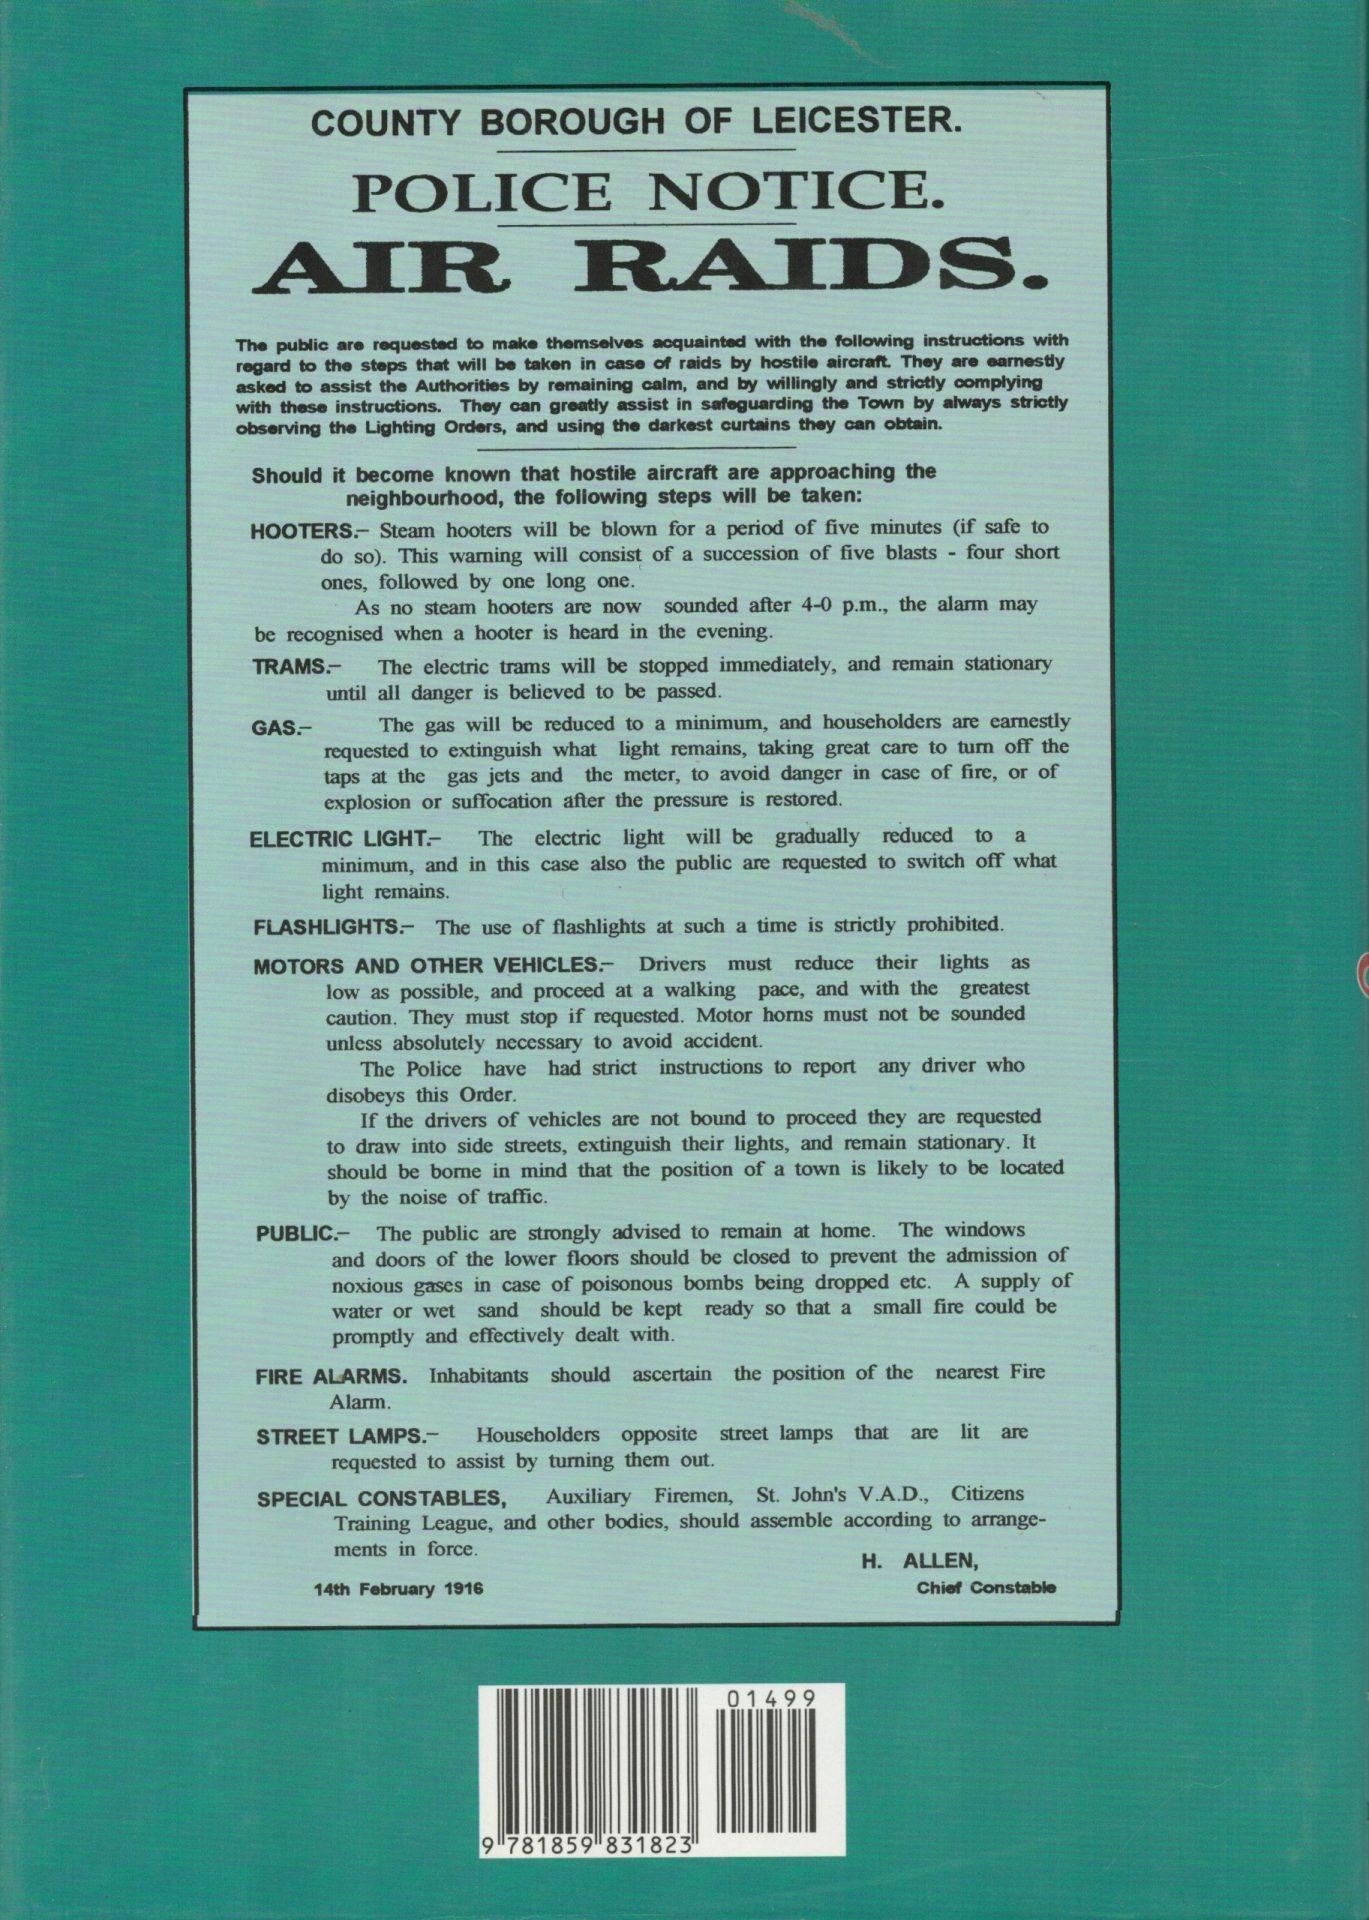 COUNTY BOROUGH OF LEICESTER.
POLICE NOTICE.
AIR RAIDS.
The public are requested to make themselves acquainted with the following instructions with
regard to the steps that will be taken in case of raids by hostile aircraft. They are earnestly
asked to assist the Authorities by remaining calm, and by willingly and strictly complying
with these instructions. They can greatly assist in safeguarding the Town by always strictly
observing the Lighting Orders, and using the darkest curtains they can obtain.
Should it become known that hostile aircraft are approaching the
neighbourhood, the following steps will be taken:
HOOTERS.– Steam hooters will be blown for a period of five minutes (if safe to
do so). This warning will consist of a succession of five blasts - four short
ones, followed by one long one.
As no steam hooters are now sounded after 4-0 p.m., the alarm may
be recognised when a hooter is heard in the evening.
TRAMS.– The electric trams will be stopped immediately, and remain stationary
until all danger is believed to be passed.
GAS.– The gas will be reduced to a minimum, and householders are earnestly
requested to extinguish what light remains, taking great care to turn off the
taps at the gas jets and the meter, to avoid danger in case of fire, or of
explosion or suffocation after the pressure is restored.
ELECTRIC LIGHT.– The electric light will be gradually reduced to a
minimum, and in this case also the public are requested to switch off what
light remains.
FLASHLIGHTS.– The use of flashlights at such a time is strictly prohibited.
MOTORS AND OTHER VEHICLES.– Drivers must reduce their lights as
low as possible, and proceed at a walking pace, and with the greatest
caution. They must stop if requested. Motor horns must not be sounded
unless absolutely necessary to avoid accident.
The Police have had strict instructions to report any driver who
disobeys this Order.
If the drivers of vehicles are not bound to proceed they are requested
to draw into side streets, extinguish their lights, and remain stationary. It
should be borne in mind that the position of a town is likely to be located
by the noise of traffic.
PUBLIC.– The public are strongly advised to remain at home. The windows
and doors of the lower floors should be closed to prevent the admission of
noxious gases in case of poisonous bombs being dropped etc. A supply of
water or wet sand should be kept ready so that a small fire could be
promptly and effectively dealt with.
FIRE ALARMS. Inhabitants should ascertain the position of the nearest Fire
Alarm.
STREET LAMPS.– Householders opposite street lamps that are lit are
requested to assist by turning them out.
SPECIAL CONSTABLES, Auxiliary Firemen, St. John's V.A.D., Citizens
Training League, and other bodies, should assemble according to arrange-
ments in force.
H. ALLEN,
14th February 1916 Chief Constable
01499
9 781859 831823